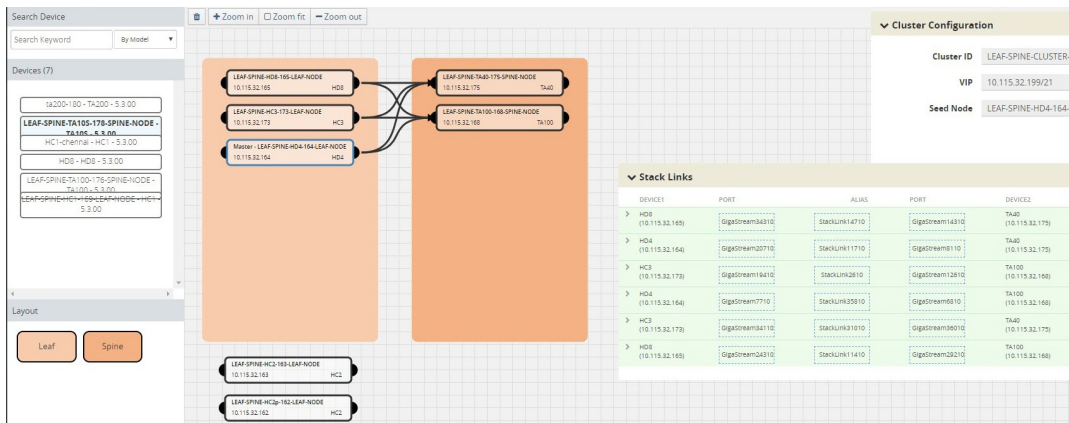 Search Device
Search Keyword
By Model
Devices (7)
ta200-180 - TA200 - 5.3.00
LEAF-SPINE-TA10S-178-SPINE-NODE -
TA10S - 5.3.00
HC1-chennai - HC1 - 5.3.00
HD8 - HD8 - 5.3.00
LEAF-SPINE-TA100-176-SPINE-NODE -
TA100 - 5.3.00
LEAF-SPINE-HC1-169-LEAF-NODE - HC1 -
5.3.00
Layout
Leaf
Spine
Zoom in
Zoom fit
Zoom out
LEAF-SPINE-HD8-165-LEAF-NODE
10.115.32.165 HD8
LEAF-SPINE-HC3-173-LEAF-NODE
10.115.32.173 HC3
Master - LEAF-SPINE-HD4-164-LEAF-NODE
10.115.32.164 HD4
LEAF-SPINE-TA40-175-SPINE-NODE
10.115.32.175 TA40
LEAF-SPINE-TA100-168-SPINE-NODE
10.115.32.168 TA100
LEAF-SPINE-HC2-163-LEAF-NODE
10.115.32.163 HC2
LEAF-SPINE-HC2p-162-LEAF-NODE
10.115.32.162 HC2
Cluster Configuration
Cluster ID LEAF-SPINE-CLUSTER-
VIP 10.115.32.199/21
Seed Node LEAF-SPINE-HD4-164-
Stack Links
DEVICE1 PORT ALIAS PORT DEVICE2
HD8 GigaStream34310 StackLink14710 GigaStream14310 TA40
(10.115.32.165) (10.115.32.175)
HD4 GigaStream20710 StackLink11710 GigaStream8110 TA40
(10.115.32.164) (10.115.32.175)
HC3 GigaStream19410 StackLink2610 GigaStream12610 TA100
(10.115.32.173) (10.115.32.168)
HD4 GigaStream7710 StackLink35810 GigaStream6810 TA100
(10.115.32.164) (10.115.32.168)
HC3 GigaStream34110 StackLink31010 GigaStream36010 TA40
(10.115.32.173) (10.115.32.175)
HD8 GigaStream24310 StackLink11410 GigaStream29210 TA100
(10.115.32.165) (10.115.32.168)